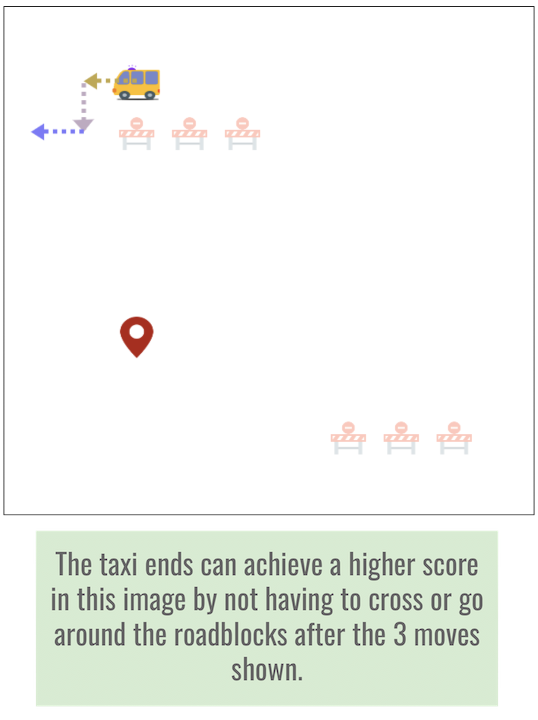 The taxi ends can achieve a higher score
in this image by not having to cross or go
around the roadblocks after the 3 moves
shown.